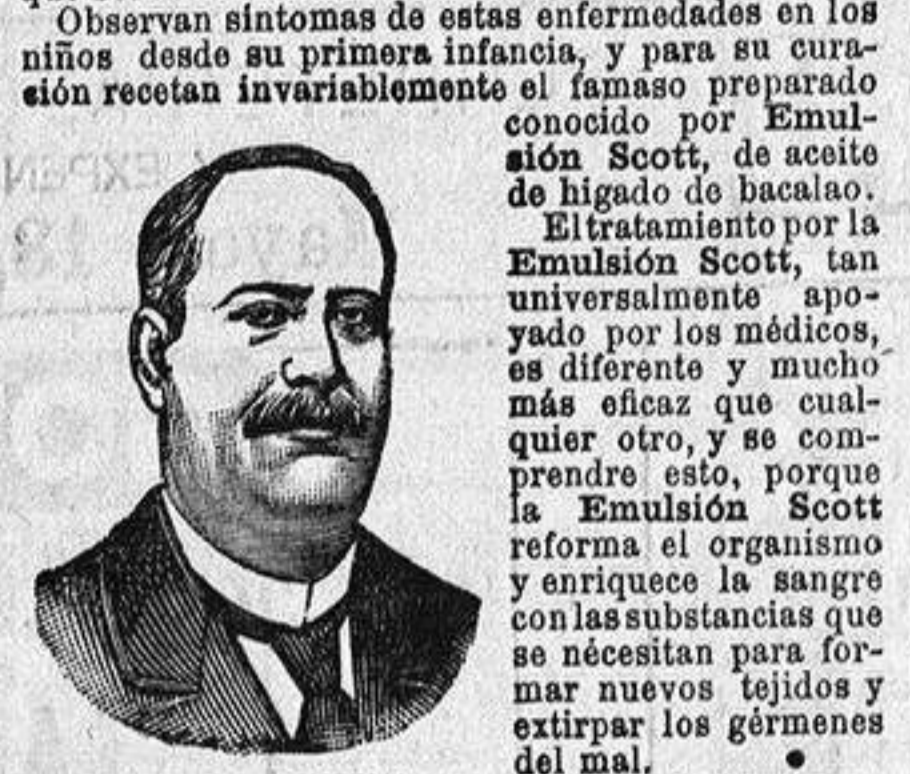 Observan síntomas de estas enfermedades en los
niños desde su primera infancia, y para su cura-
sión recetan invariablemente el famaso preparado
conocido por Emul-
sión Scott, de aceite
de higado de bacalao.
El tratamiento por la
Emulsión Scott, tan
universalmente apo-
yado por los médicos,
es diferente y mucho
más eficaz que cual-
quier otro, y se com-
prendre esto, porque
la Emulsión Scott
reforma el organismo
y enriquece la sangre
con las substancias que
se nécesitan para for-
mar nuevos tejidos y
extirpar los gérmenes
del mal.